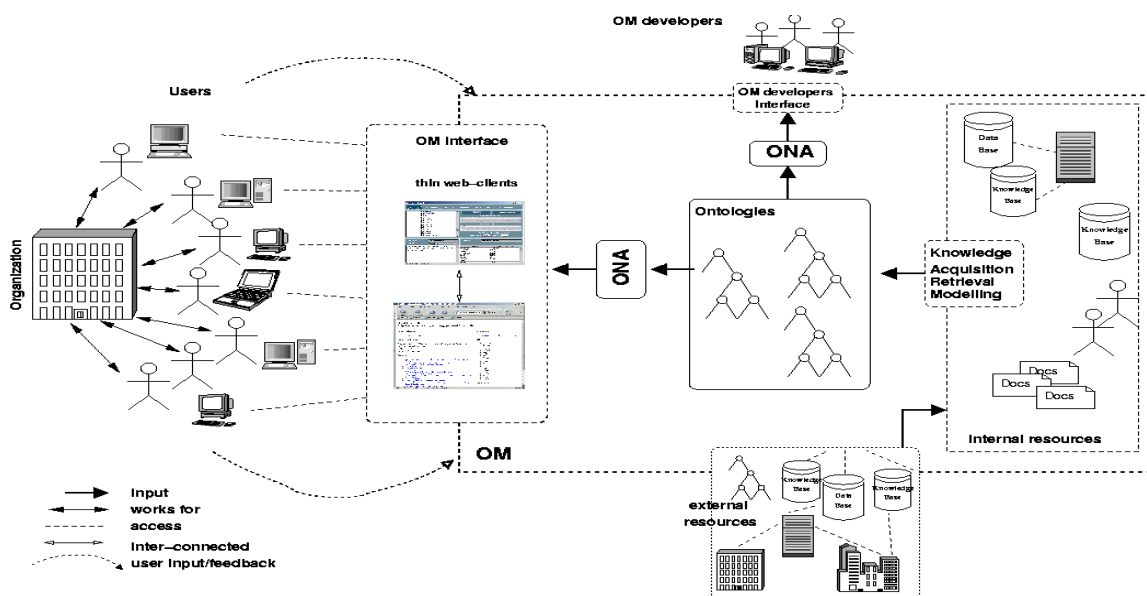 OM developers
Users
OM developers
Interface
OM Interface
thin web-clients
ONA
Ontologies
ONA
Organization
Data
Base
Knowledge
Base
Knowledge
Base
Knowledge
Acquisition
Retrieval
Modelling
Docs
Docs
Docs
Internal resources
OM
Knowledge
Base
Data
Base
Knowledge
Base
external
resources
Input
works for
access
Inter-connected
user input/feedback